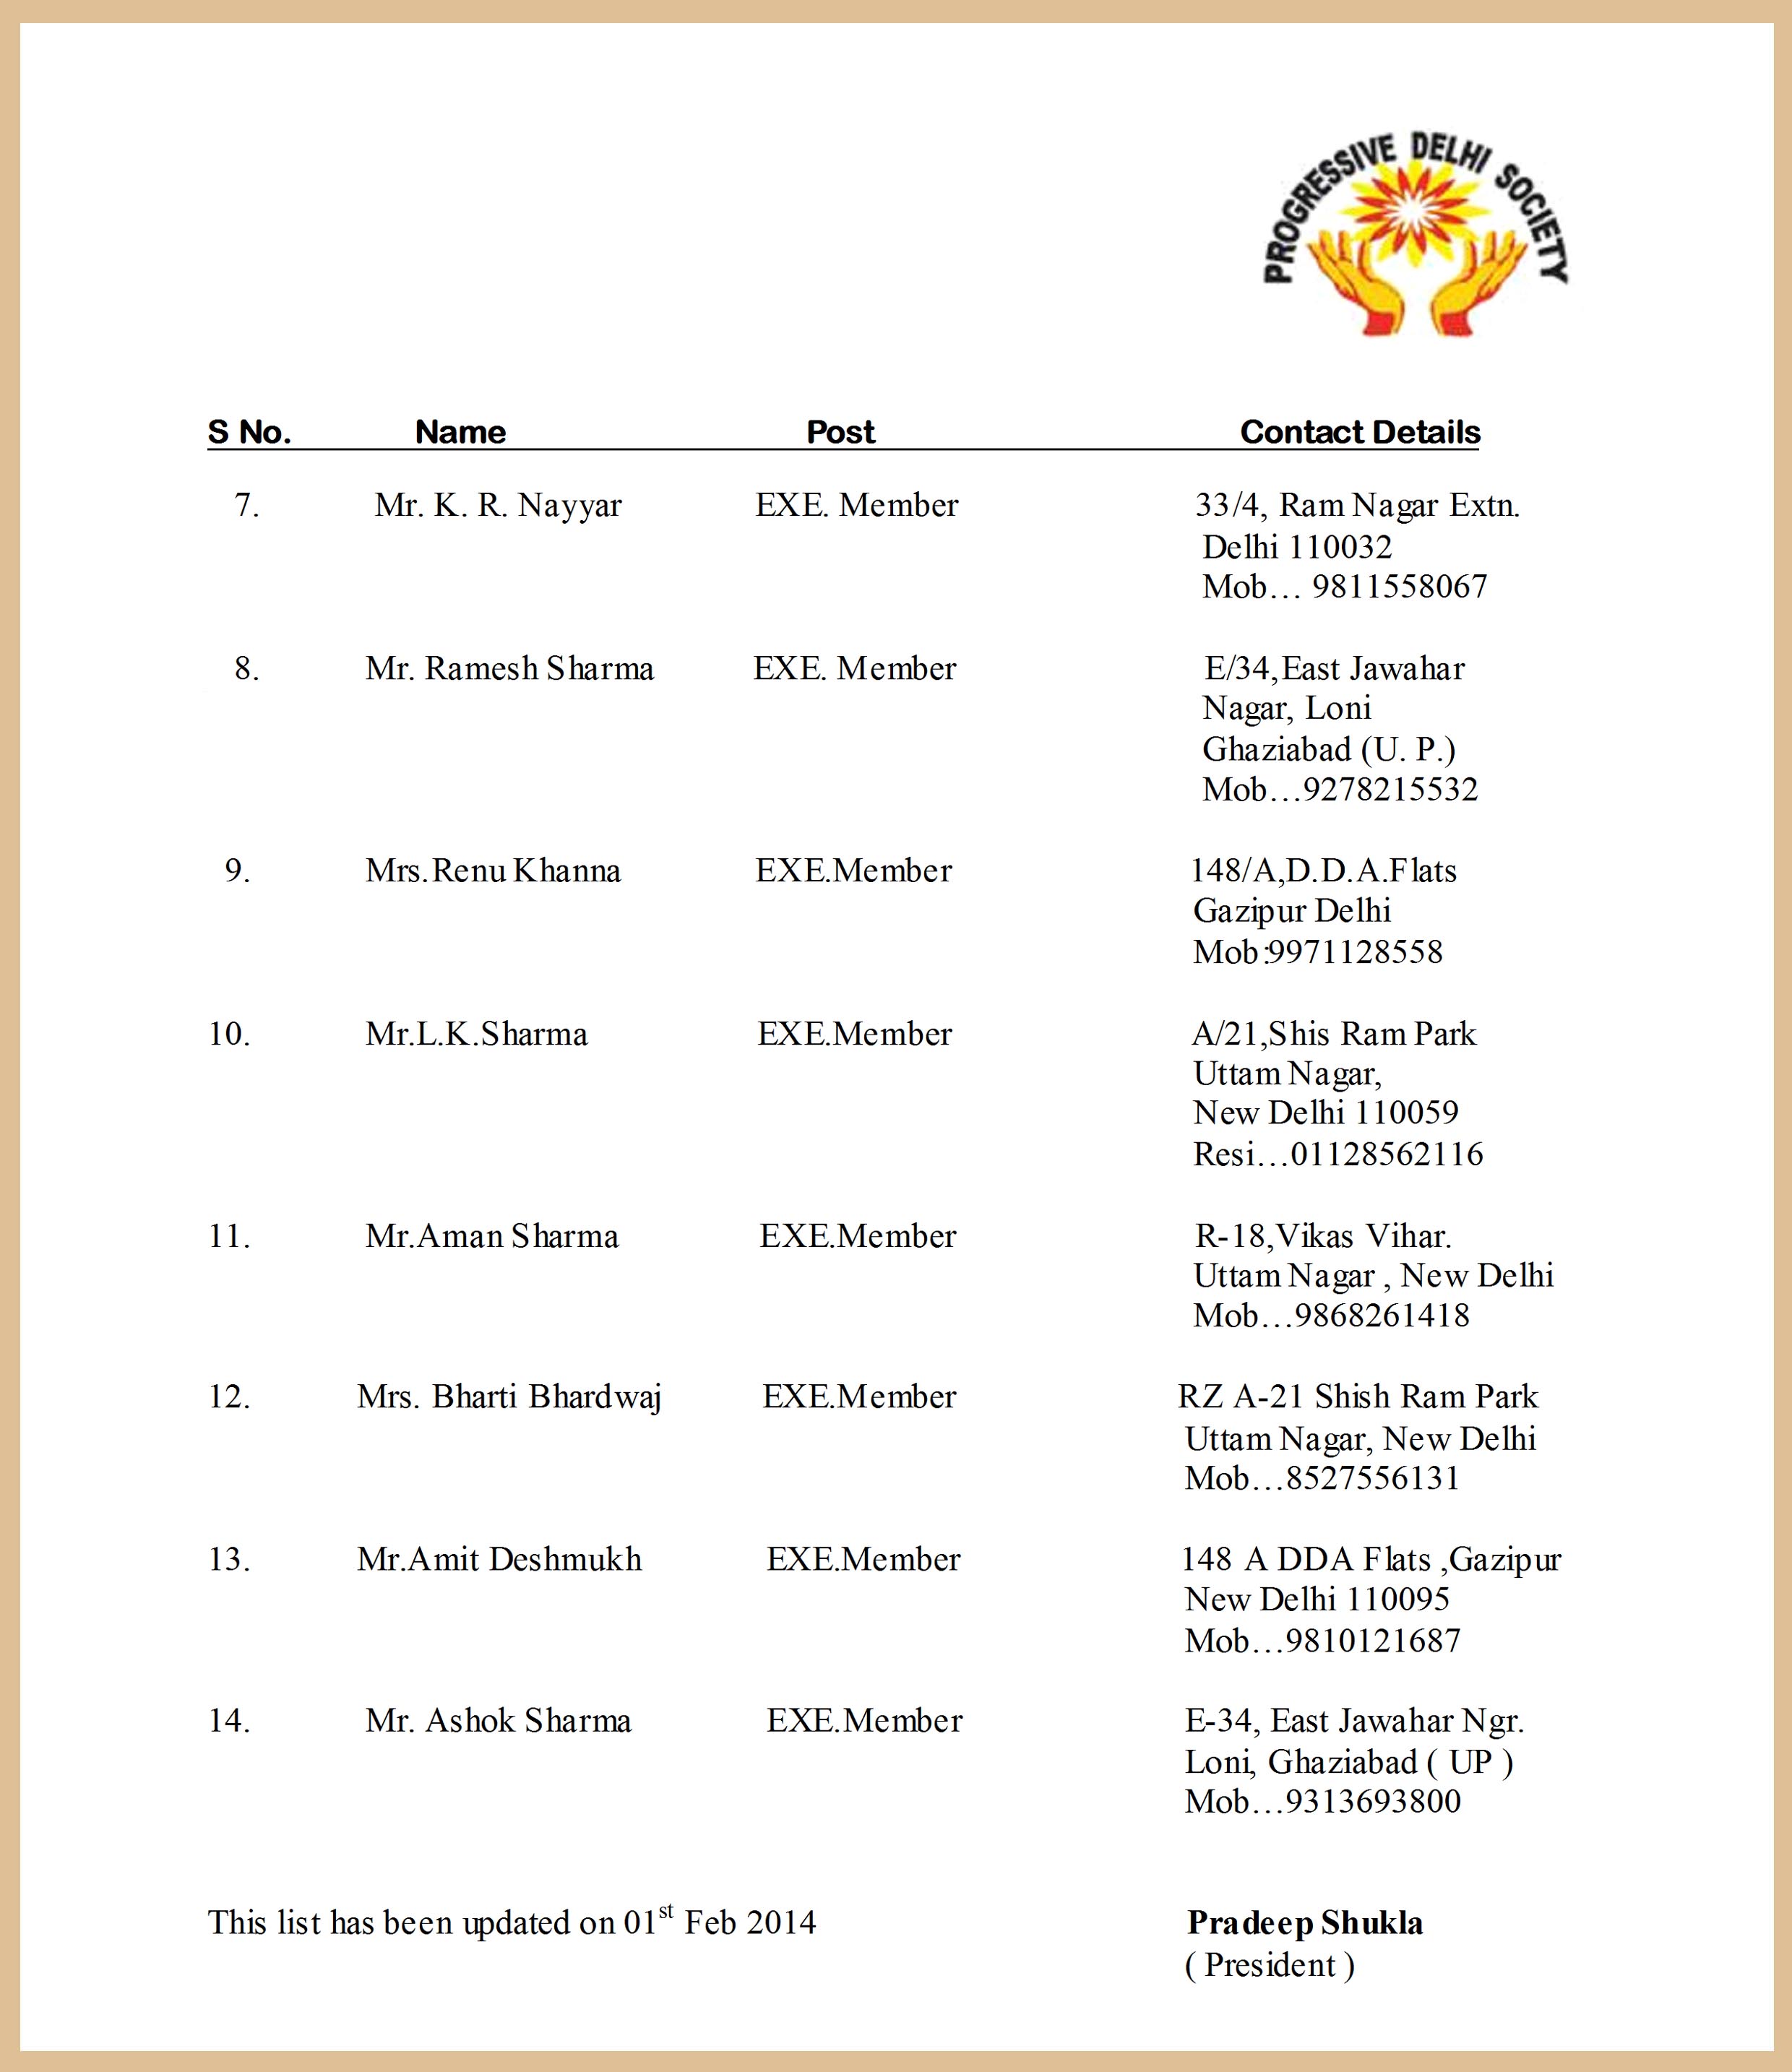 PROGRESSIVE DELHI SOCIETY
S No. Name Post Contact Details
7. Mr. K. R. Nayyar EXE. Member 33/4, Ram Nagar Extn.
Delhi 110032
Mob... 9811558067
8. Mr. Ramesh Sharma EXE. Member E/34,East Jawahar
Nagar, Loni
Ghaziabad (U. P.)
Mob...9278215532
9. Mrs.Renu Khanna EXE.Member 148/A,D.D.A.Flats
Gazipur Delhi
Mob:9971128558
10. Mr.L.K.Sharma EXE.Member A/21,Shis Ram Park
Uttam Nagar,
New Delhi 110059
Resi...01128562116
11. Mr.Aman Sharma EXE.Member R-18,Vikas Vihar.
Uttam Nagar , New Delhi
Mob...9868261418
12. Mrs. Bharti Bhardwaj EXE.Member RZ A-21 Shish Ram Park
Uttam Nagar, New Delhi
Mob...8527556131
13. Mr.Amit Deshmukh EXE.Member 148 A DDA Flats ,Gazipur
New Delhi 110095
Mob...9810121687
14. Mr. Ashok Sharma EXE.Member E-34, East Jawahar Ngr.
Loni, Ghaziabad ( UP )
Mob...9313693800
This list has been updated on 01st Feb 2014 Pradeep Shukla
( President )